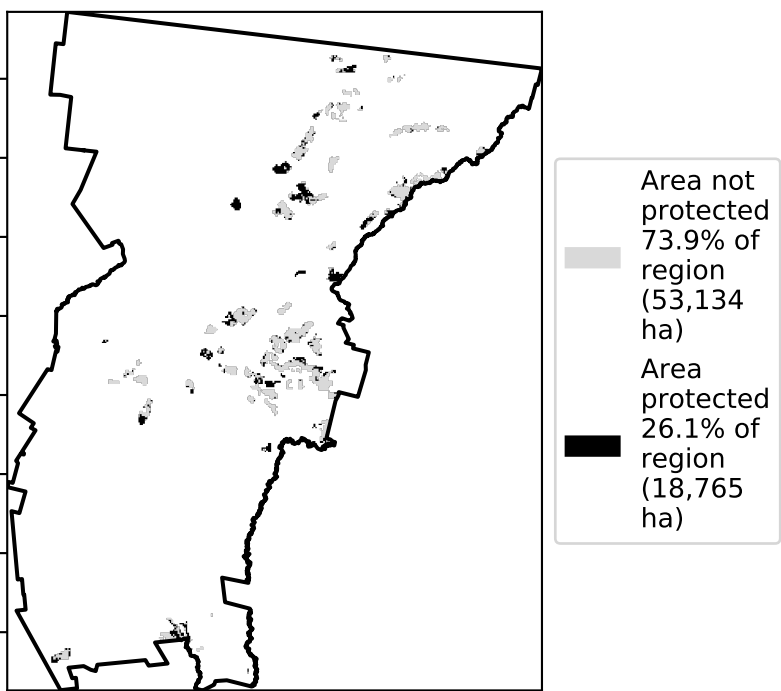 Area not
protected
73.9% of
region
(53,134
ha)
Area
protected
26.1% of
region
(18,765
ha)